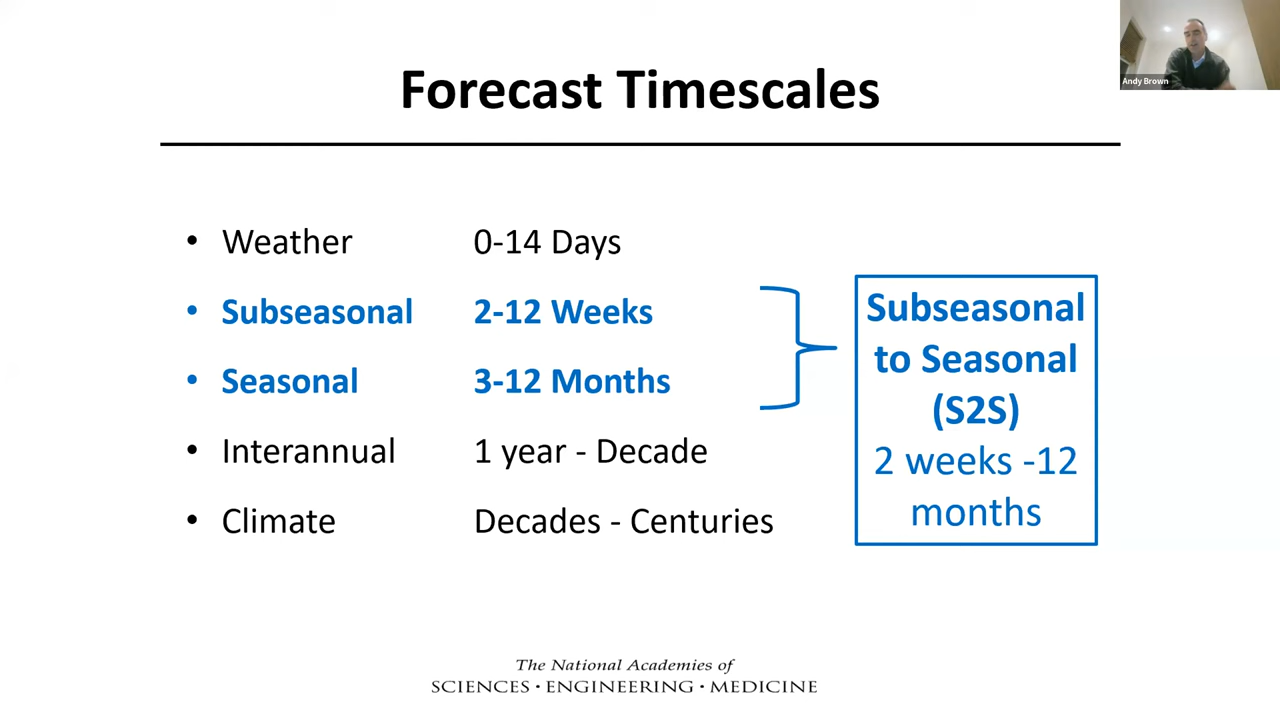 Andy Brown
Forecast Timescales
• Weather 0-14 Days
• Subseasonal 2-12 Weeks
• Seasonal 3-12 Months
• Interannual 1 year - Decade
• Climate Decades - Centuries
Subseasonal
to Seasonal
(S2S)
2 weeks -12
months
The National Academies of
SCIENCES • ENGINEERING • MEDICINE